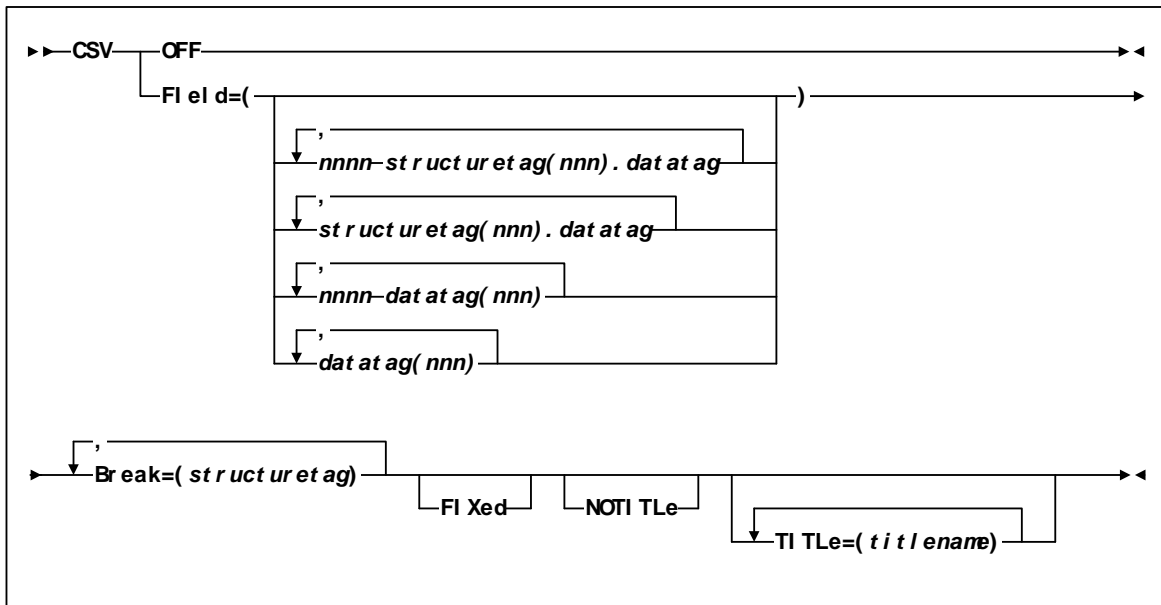 CSV OFF
FIeld=( )
,
nnnn structuretag(nnn).datatag
,
structuretag(nnn).datatag
,
nnnn datatag(nnn)
,
datatag(nnn)
,
Break=(structuretag)
FIXed NOTITLe
TITLe=(titlename)